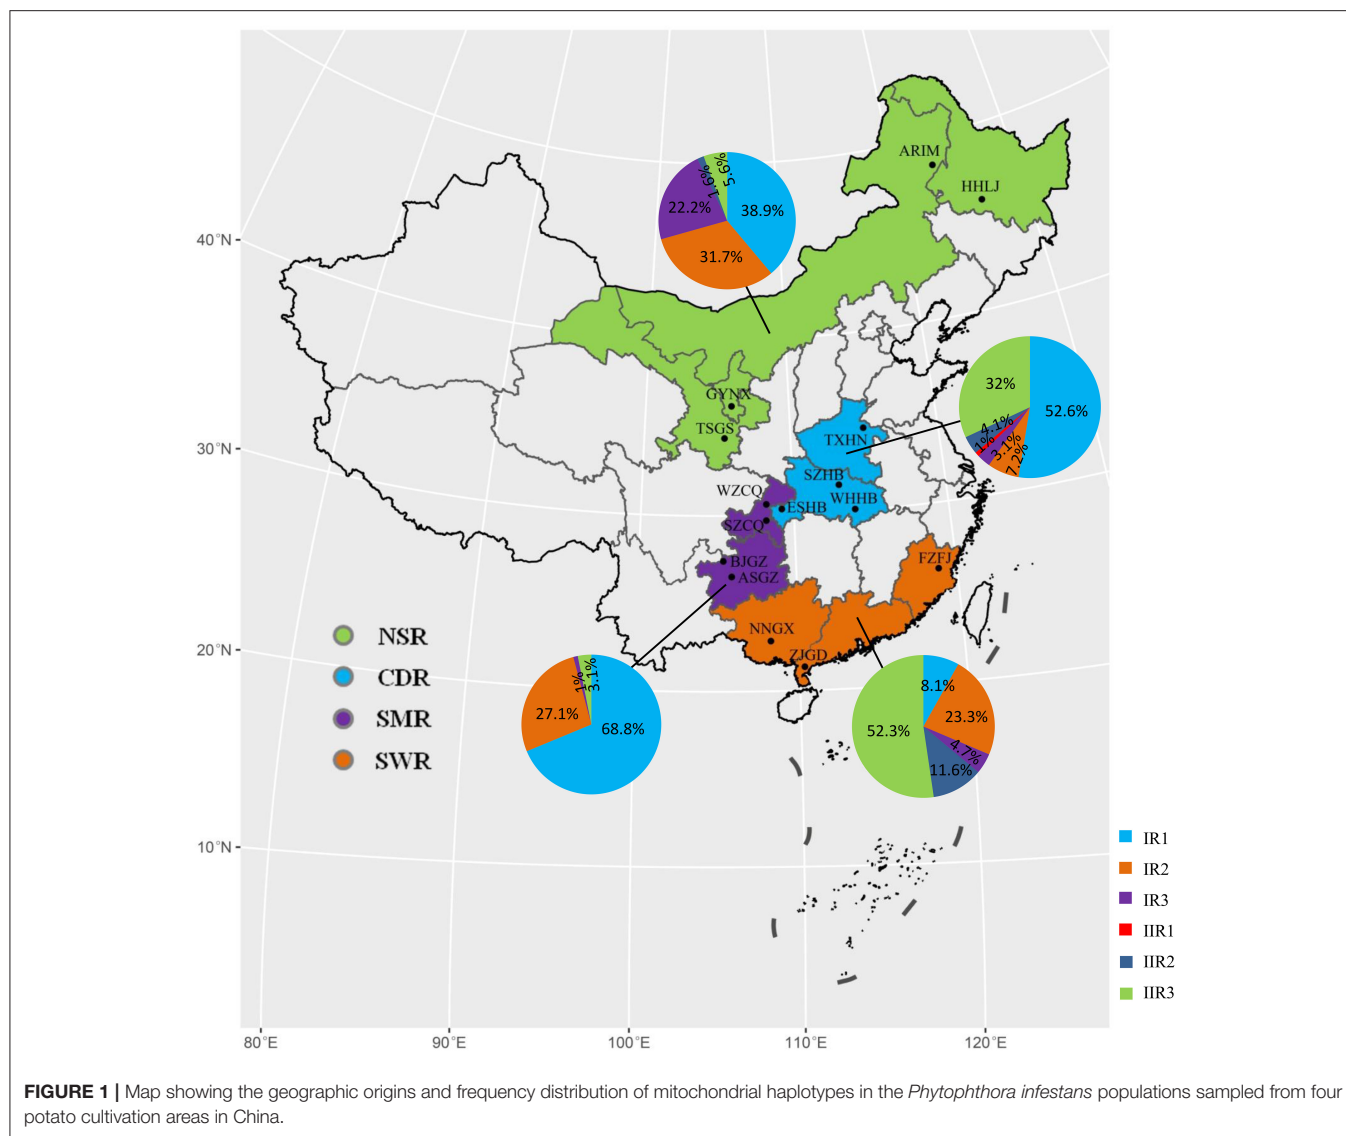 ARIM
HHLJ
5.6%
1.6%
22.2%
38.9%
31.7%
40°N
32%
52.6%
4.1%
1%
3.1%
7.2%
GYNX
TSGS
TXHN
30°N
SZHB
WZCQ
WHHB
ESHB
SZCQ
BJGZ
ASGZ
FZFJ
NNGX
ZJGD
20°N
NSR
CDR
SMR
SWR
3.1%
1%
27.1%
68.8%
8.1%
23.3%
52.3%
4.7%
11.6%
10°N
IR1
IR2
IR3
IIR1
IIR2
IIR3
80°E 90°E 100°E 110°E 120°E
FIGURE 1 | Map showing the geographic origins and frequency distribution of mitochondrial haplotypes in the Phytophthora infestans populations sampled from four
potato cultivation areas in China.